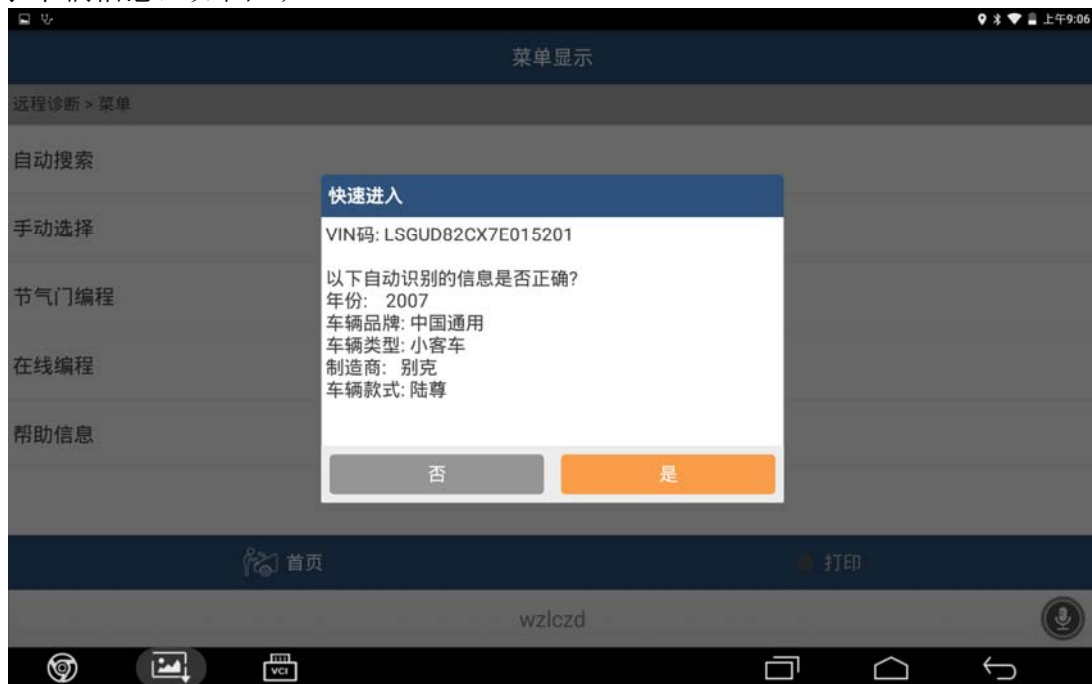 上午9:06
菜单显示
远程诊断 > 菜单
自动搜索
手动选择
节气门编程
在线编程
帮助信息
快速进入
VIN码: LSGUD82CX7E015201
以下自动识别的信息是否正确?
年份: 2007
车辆品牌: 中国通用
车辆类型: 小客车
制造商: 别克
车辆款式: 陆尊
否
是
首页
打印
wzlczd
VCI